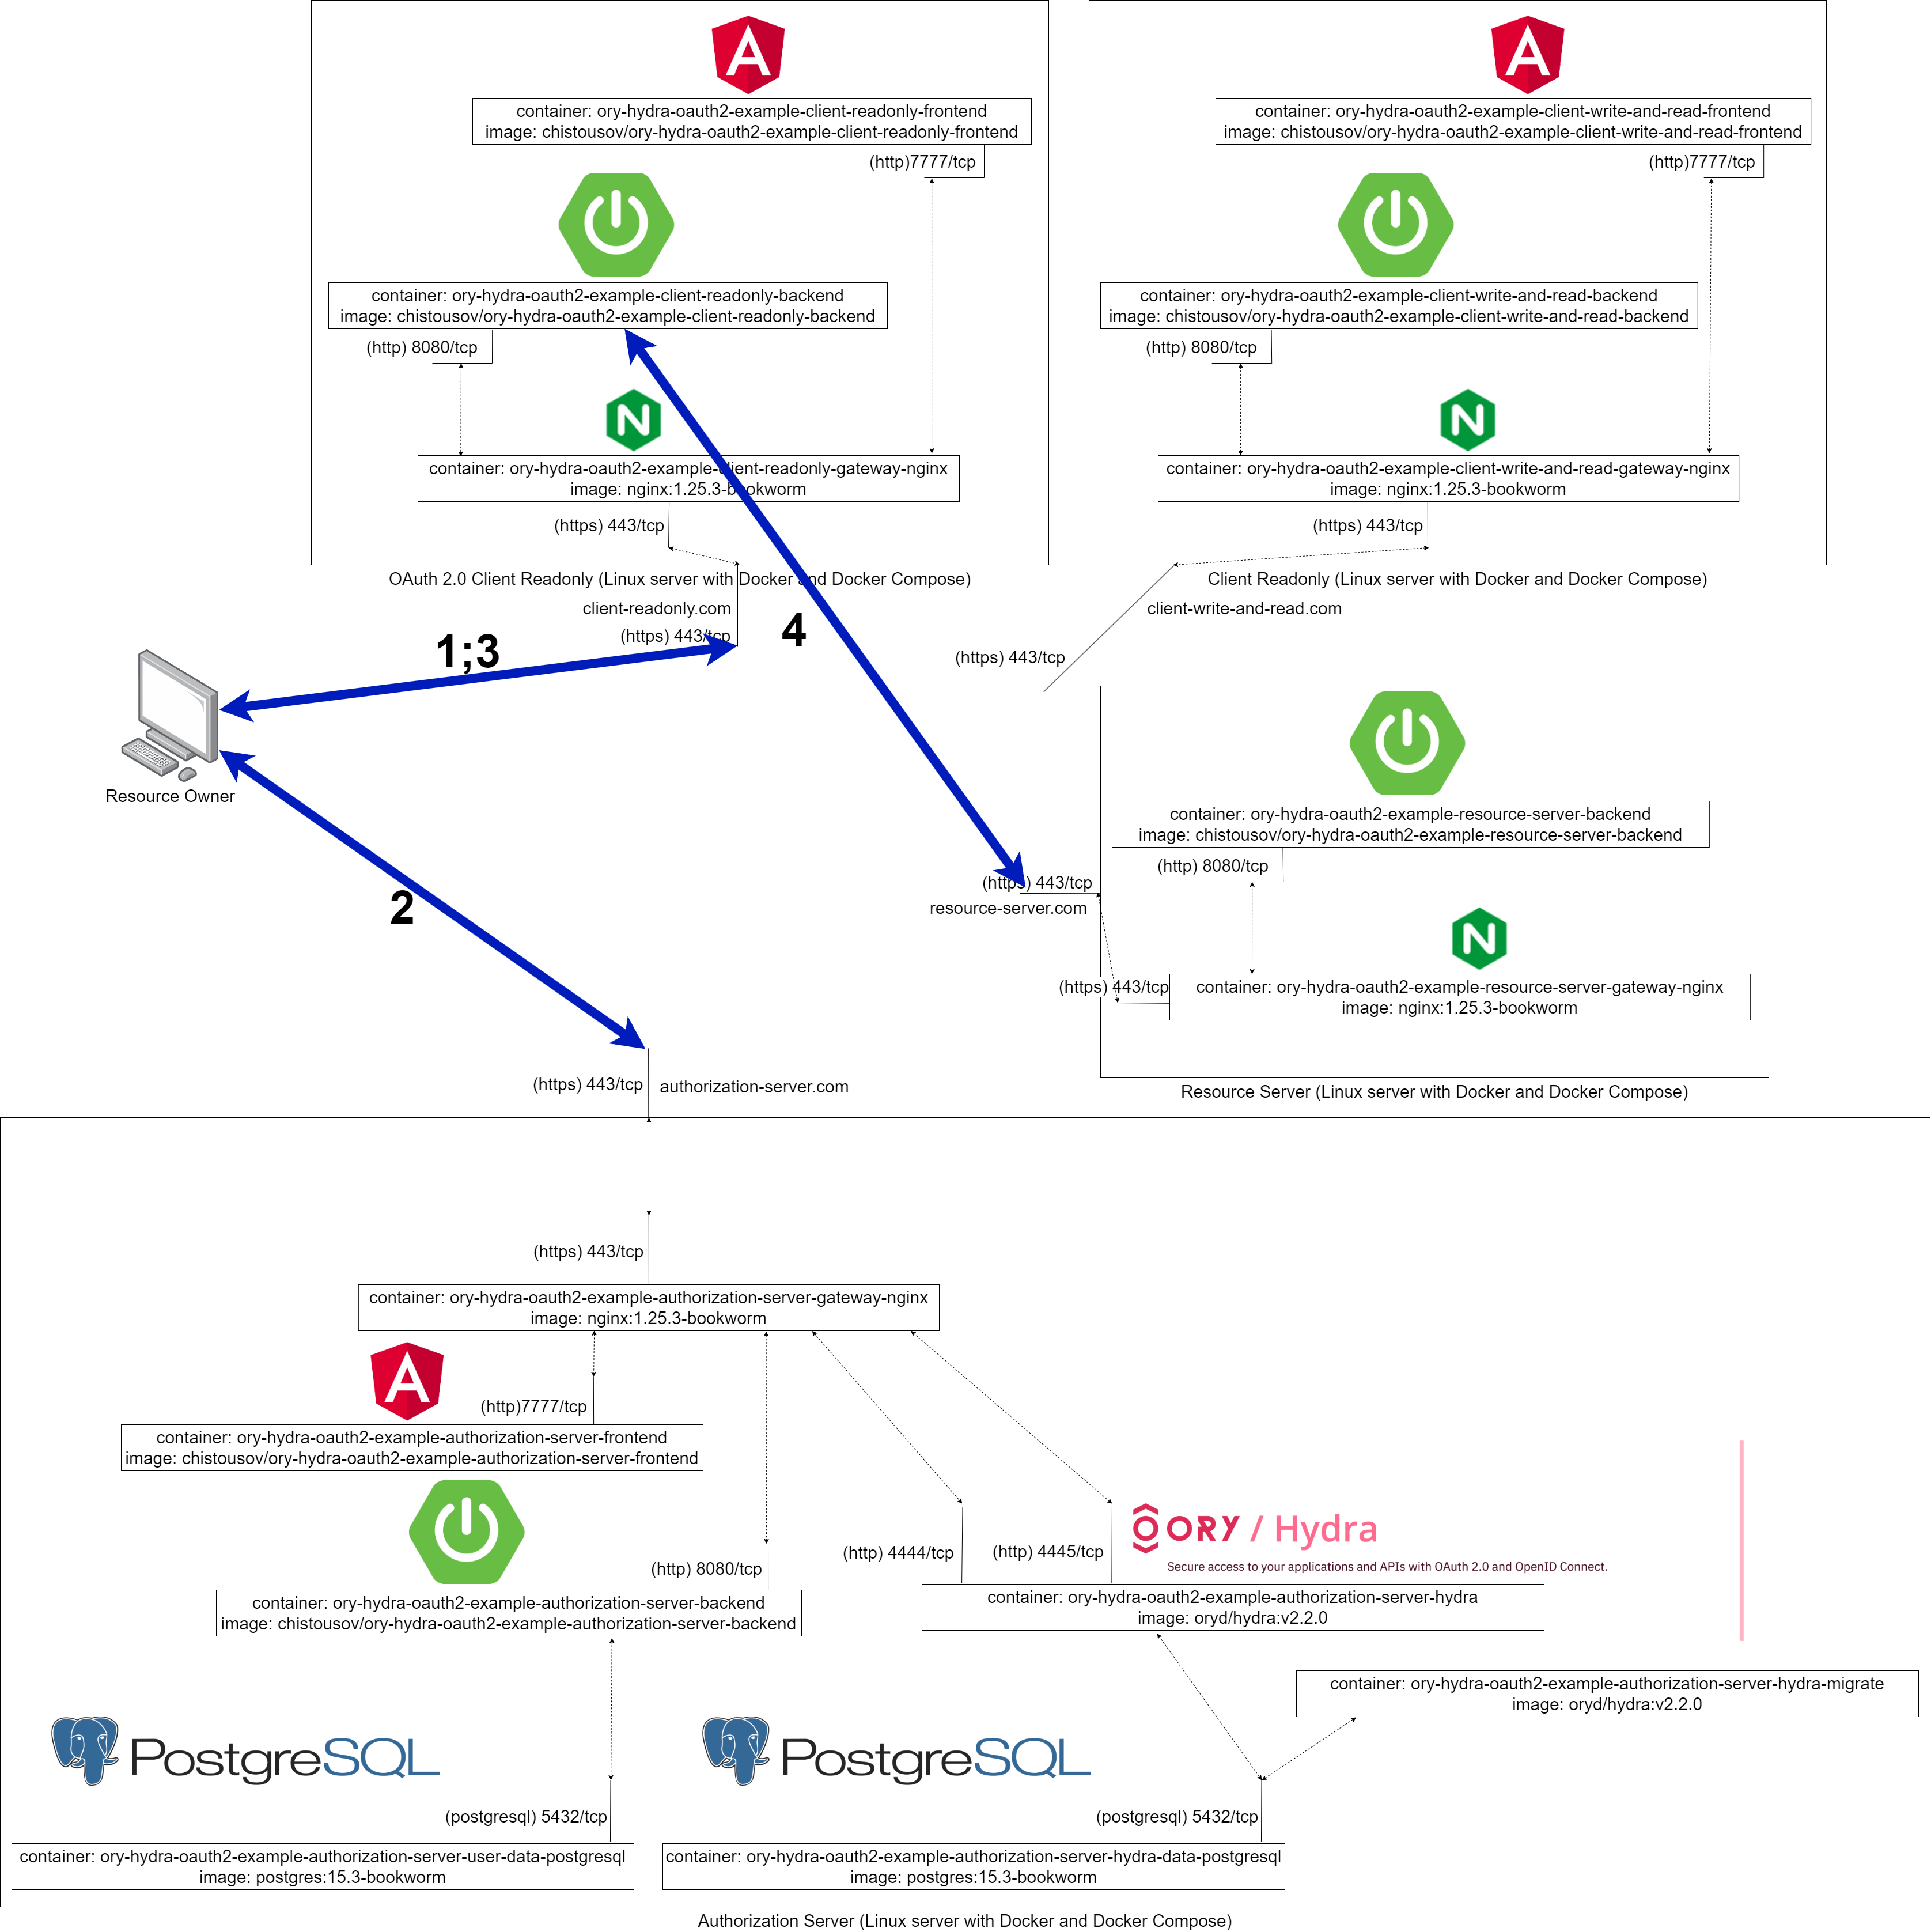 container: ory-hydra-oauth2-example-client-readonly-frontend
image: chistousov/ory-hydra-oauth2-example-client-readonly-frontend
(http)7777/tcp
container: ory-hydra-oauth2-example-client-readonly-backend
image: chistousov/ory-hydra-oauth2-example-client-readonly-backend
(http) 8080/tcp
container: ory-hydra-oauth2-example-client-readonly-gateway-nginx
image: nginx:1.25.3-bookworm
(https) 443/tcp
OAuth 2.0 Client Readonly (Linux server with Docker and Docker Compose)
client-readonly.com
(https) 443/tcp
container: ory-hydra-oauth2-example-client-write-and-read-frontend
image: chistousov/ory-hydra-oauth2-example-client-write-and-read-frontend
(http)7777/tcp
container: ory-hydra-oauth2-example-client-write-and-read-backend
image: chistousov/ory-hydra-oauth2-example-client-write-and-read-backend
(http) 8080/tcp
container: ory-hydra-oauth2-example-client-write-and-read-gateway-nginx
image: nginx:1.25.3-bookworm
(https) 443/tcp
Client Readonly (Linux server with Docker and Docker Compose)
client-write-and-read.com
(https) 443/tcp
1;3
4
Resource Owner
2
container: ory-hydra-oauth2-example-resource-server-backend
image: chistousov/ory-hydra-oauth2-example-resource-server-backend
(http) 8080/tcp
(https) 443/tcp
resource-server.com
(https) 443/tcp
container: ory-hydra-oauth2-example-resource-server-gateway-nginx
image: nginx:1.25.3-bookworm
Resource Server (Linux server with Docker and Docker Compose)
(https) 443/tcp
authorization-server.com
(https) 443/tcp
container: ory-hydra-oauth2-example-authorization-server-gateway-nginx
image: nginx:1.25.3-bookworm
(http)7777/tcp
container: ory-hydra-oauth2-example-authorization-server-frontend
image: chistousov/ory-hydra-oauth2-example-authorization-server-frontend
(http) 8080/tcp
container: ory-hydra-oauth2-example-authorization-server-backend
image: chistousov/ory-hydra-oauth2-example-authorization-server-backend
(http) 4444/tcp
(http) 4445/tcp
ORY / Hydra
Secure access to your applications and APIs with OAuth 2.0 and OpenID Connect.
container: ory-hydra-oauth2-example-authorization-server-hydra
image: oryd/hydra:v2.2.0
container: ory-hydra-oauth2-example-authorization-server-hydra-migrate
image: oryd/hydra:v2.2.0
PostgreSQL
(postgresql) 5432/tcp
container: ory-hydra-oauth2-example-authorization-server-user-data-postgresql
image: postgres:15.3-bookworm
PostgreSQL
(postgresql) 5432/tcp
container: ory-hydra-oauth2-example-authorization-server-hydra-data-postgresql
image: postgres:15.3-bookworm
Authorization Server (Linux server with Docker and Docker Compose)